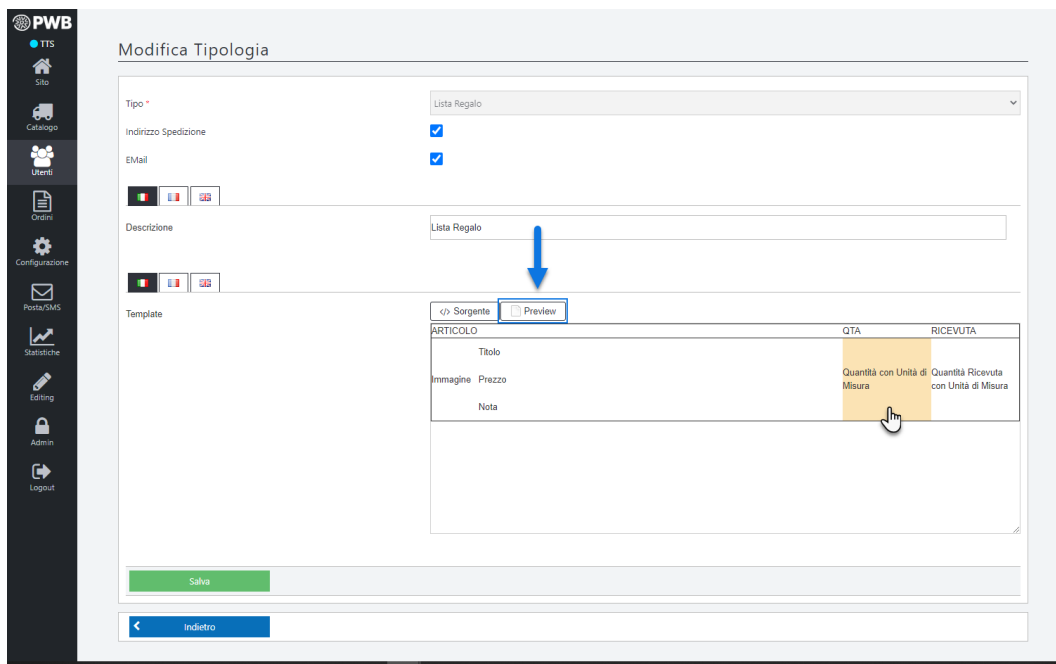 PWB
TTS
Sito
Catalogo
Utenti
Ordini
Configurazione
Posta/SMS
Statistiche
Editing
Admin
Logout
Modifica Tipologia
Tipo *
Lista Regalo
Indirizzo Spedizione
EMail
Descrizione
Lista Regalo
Template
</> Sorgente
Preview
ARTICOLO QTA RICEVUTA
Titolo
Immagine Prezzo
Nota
Quantità con Unità di
Misura
Quantità Ricevuta
con Unità di Misura
Salva
Indietro